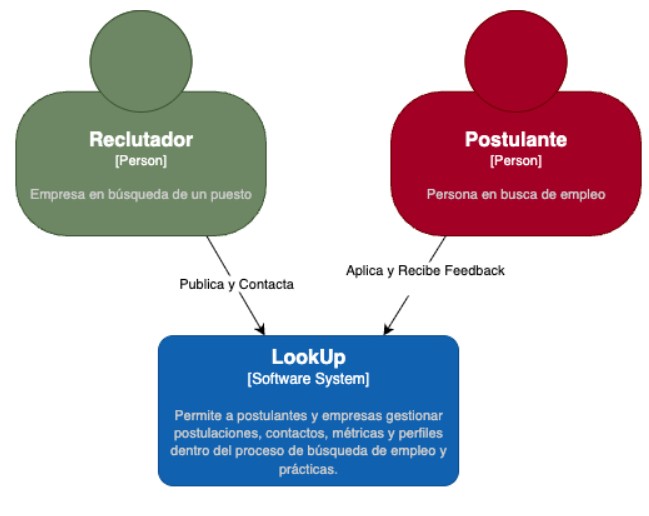 Reclutador
[Person]
Empresa en búsqueda de un puesto
Postulante
[Person]
Persona en busca de empleo
Publica y Contacta
Aplica y Recibe Feedback
LookUp
[Software System]
Permite a postulantes y empresas gestionar
postulaciones, contactos, métricas y perfiles
dentro del proceso de búsqueda de empleo y
prácticas.